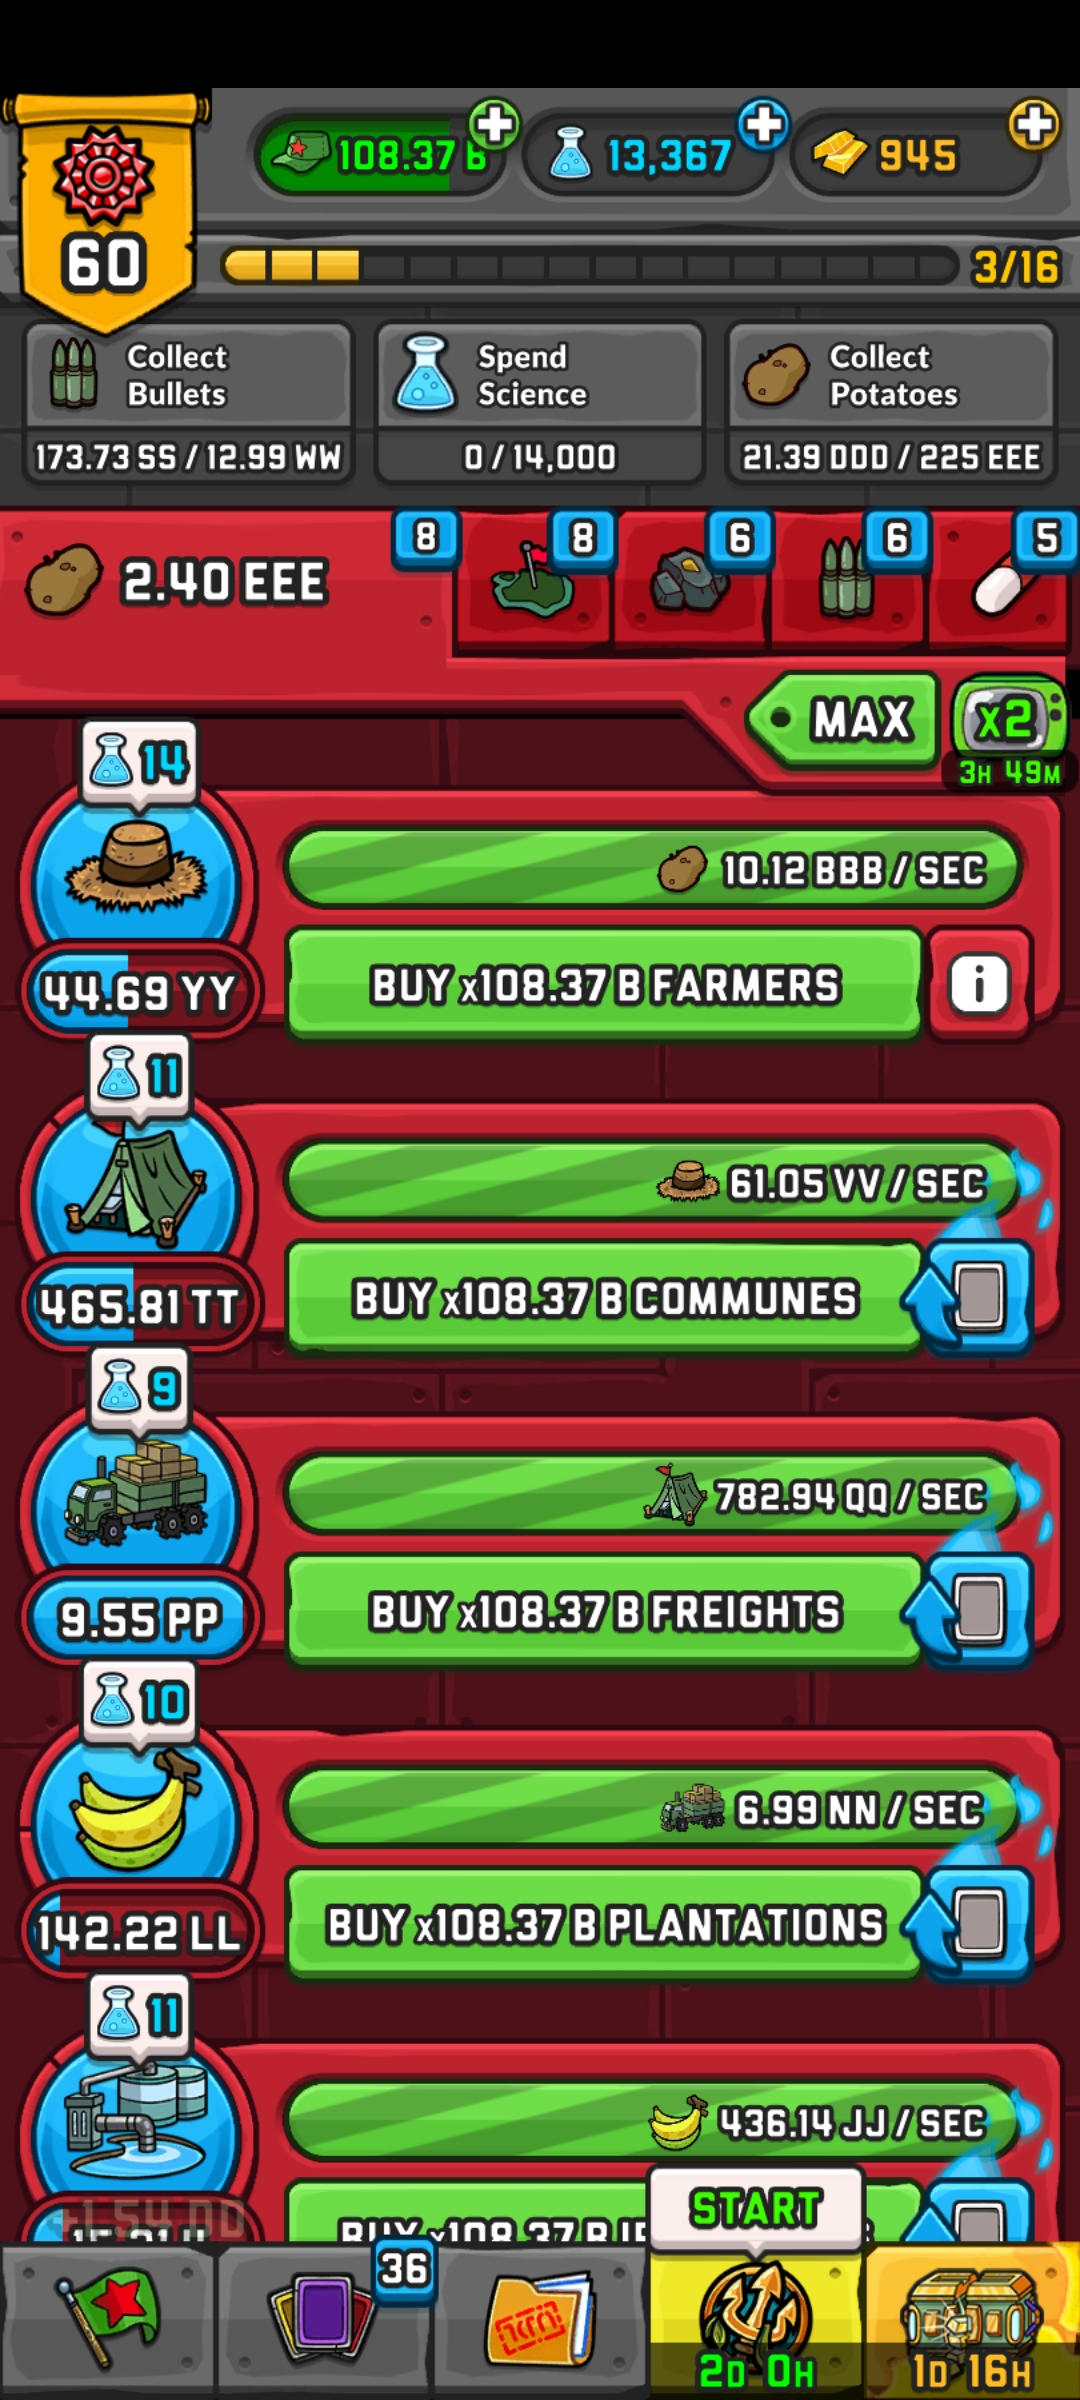 108.37 B
13,367
945
60
3/16
Collect
Bullets
173.73 SS / 12.99 WW
Spend
Science
0 / 14,000
Collect
Potatoes
21.39 DDD / 225 EEE
2.40 EEE
8
8
6
6
5
MAX
x2
3H 49M
14
10.12 BBB / SEC
44.69 YY
BUY x108.37 B FARMERS
i
11
61.05 VV / SEC
465.81 TT
BUY x108.37 B COMMUNES
9
782.94 QQ / SEC
9.55 PP
BUY x108.37 B FREIGHTS
10
6.99 NN / SEC
142.22 LL
BUY x108.37 B PLANTATIONS
11
436.14 JJ / SEC
START
36
2D 0H
1D 16H